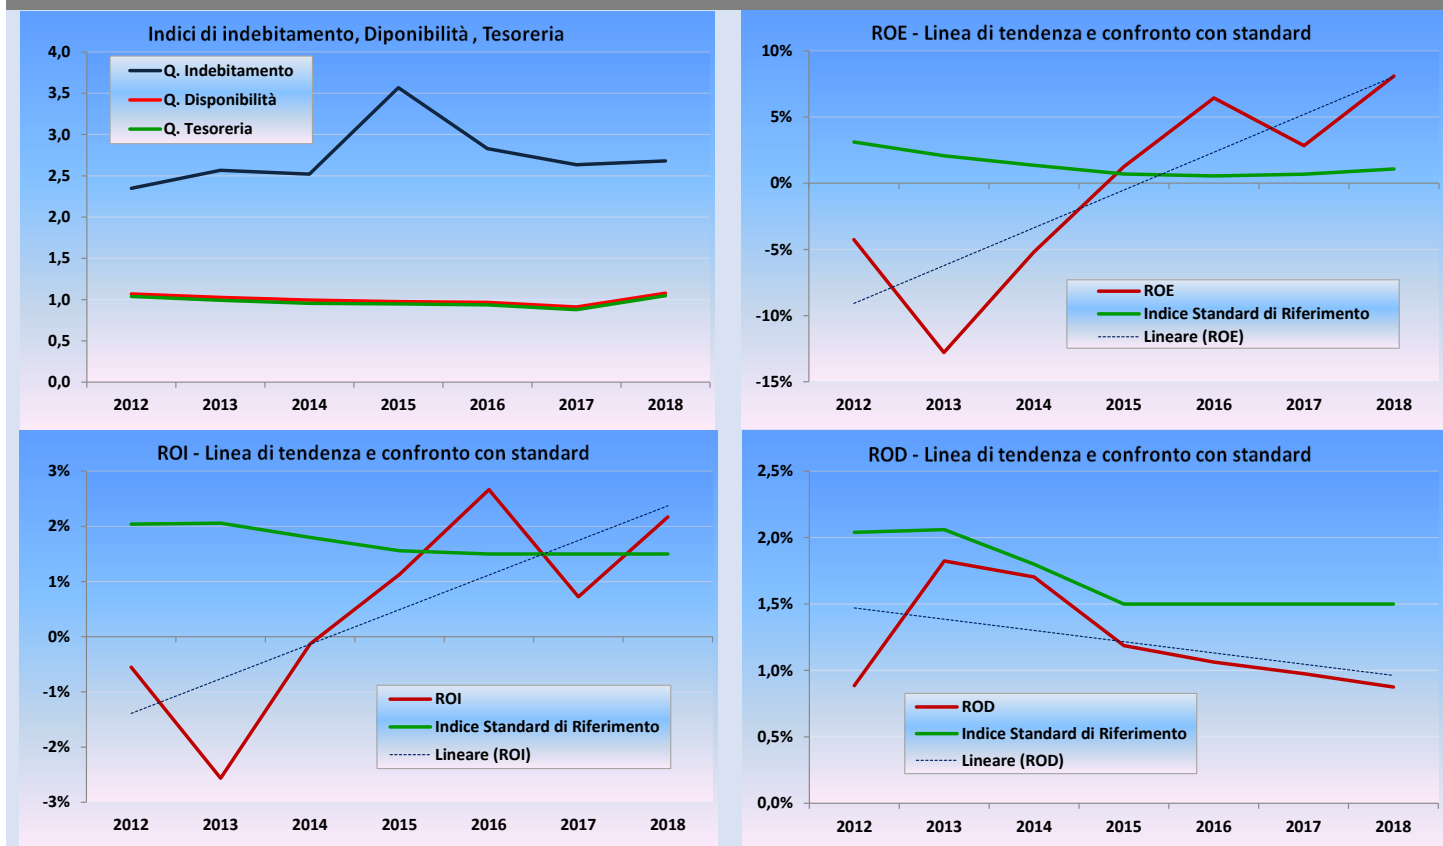 Indici di indebitamento, Diponibilità , Tesoreria
4,0
3,5
3,0
2,5
2,0
1,5
1,0
0,5
0,0
Q. Indebitamento
Q. Disponibilità
Q. Tesoreria
2012 2013 2014 2015 2016 2017 2018
ROE - Linea di tendenza e confronto con standard
10%
5%
0%
-5%
-10%
-15%
ROE
Indice Standard di Riferimento
Lineare (ROE)
2012 2013 2014 2015 2016 2017 2018
ROI - Linea di tendenza e confronto con standard
3%
2%
1%
0%
-1%
-2%
-3%
ROI
Indice Standard di Riferimento
Lineare (ROI)
2012 2013 2014 2015 2016 2017 2018
ROD - Linea di tendenza e confronto con standard
2,5%
2,0%
1,5%
1,0%
0,5%
0,0%
ROD
Indice Standard di Riferimento
Lineare (ROD)
2012 2013 2014 2015 2016 2017 2018